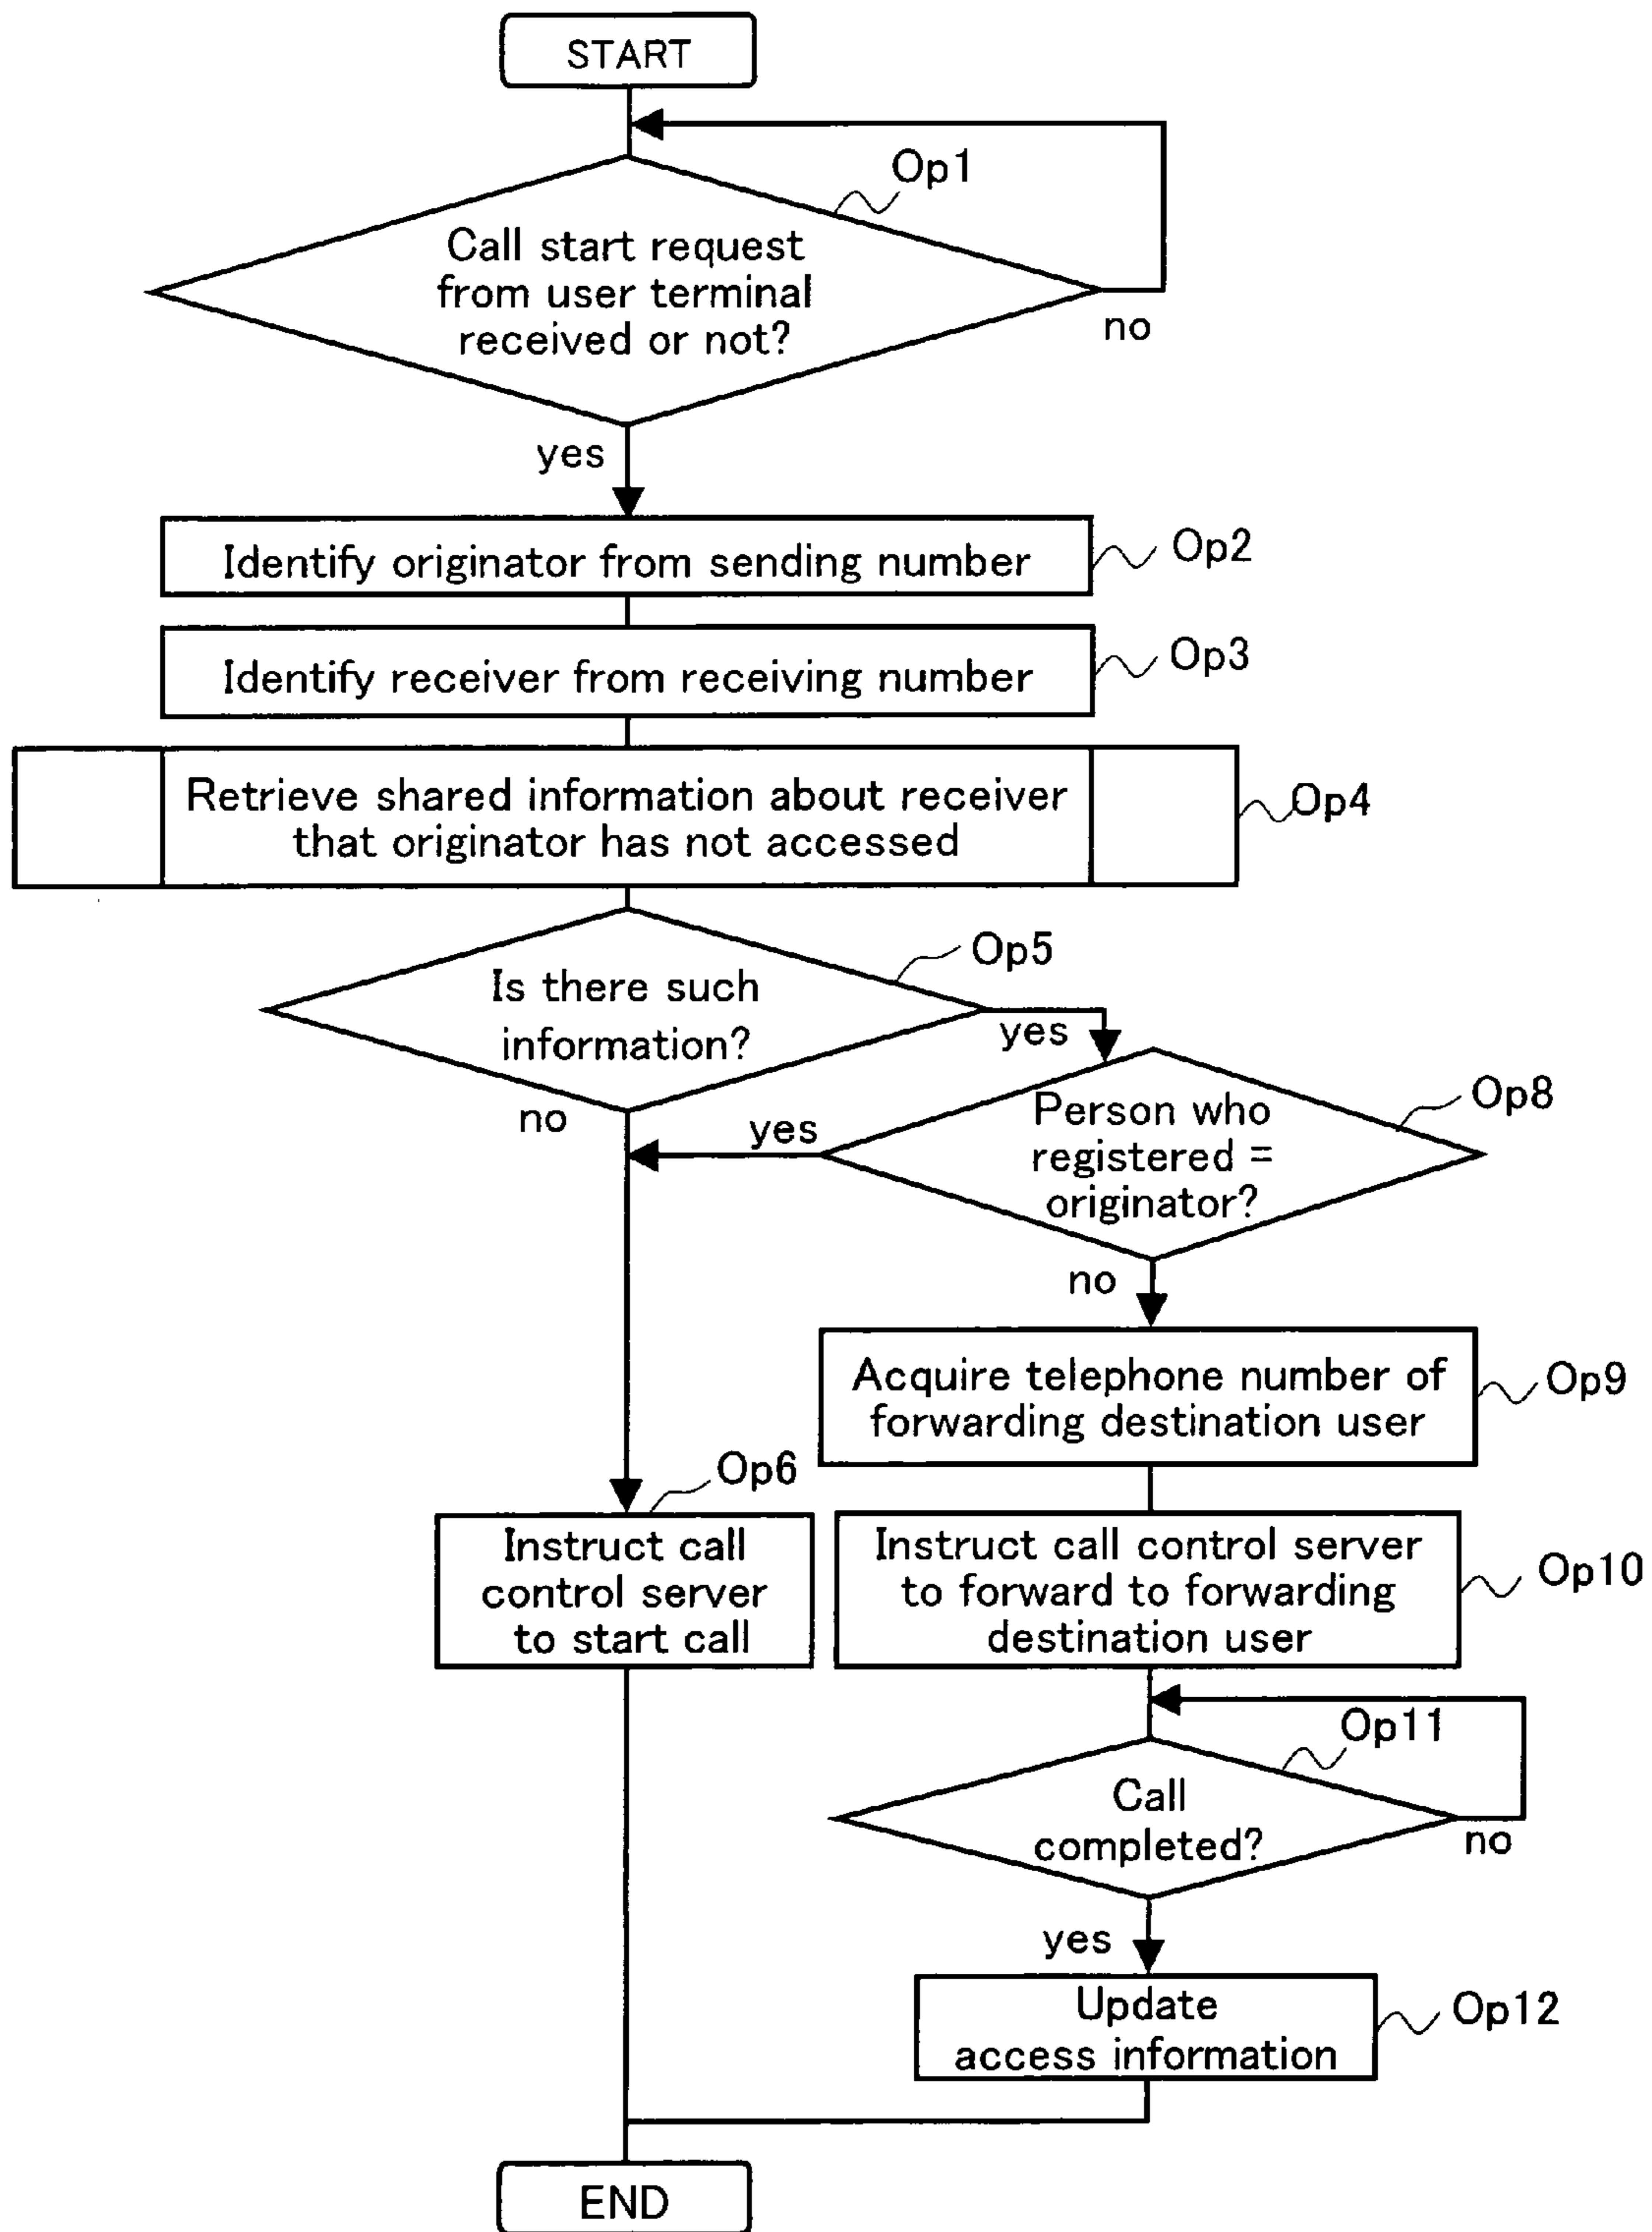 START
Op1
Call start request
from user terminal
received or not?
no
yes
Identify originator from sending number
Op2
Identify receiver from receiving number
Op3
Retrieve shared information about receiver
that originator has not accessed
Op4
Op5
Is there such
information?
yes
no
Op8
Person who
registered =
originator?
yes
no
Acquire telephone number of
forwarding destination user
Op9
Op6
Instruct call
control server
to start call
Instruct call control server
to forward to forwarding
destination user
Op10
Op11
Call
completed?
no
yes
Update
access information
Op12
END